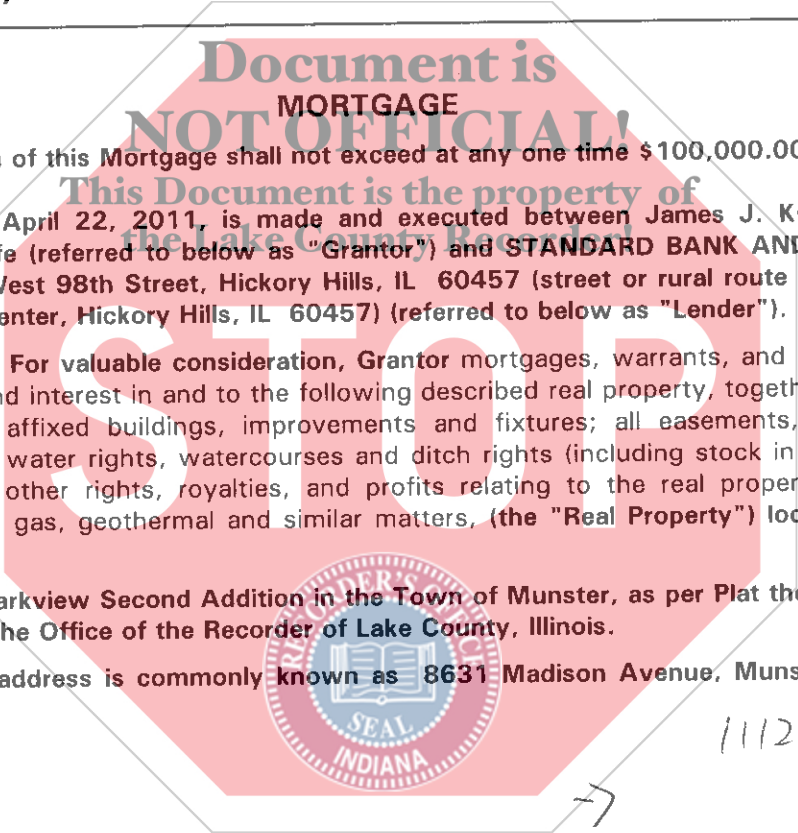 Document is
MORTGAGE
NOT OFFICIAL!
of this Mortgage shall not exceed at any one time $100,000.00
This Document is the property of
April 22, 2011, is made and executed between James J. K
the Lake County Recorder!
(referred to below as "Grantor") and STANDARD BANK AND
West 98th Street, Hickory Hills, IL 60457 (street or rural route
enter, Hickory Hills, IL 60457) (referred to below as "Lender").
STOP
For valuable consideration, Grantor mortgages, warrants, and
nd interest in and to the following described real property, togeth
affixed buildings, improvements and fixtures; all easements,
water rights, watercourses and ditch rights (including stock in
other rights, royalties, and profits relating to the real proper
gas, geothermal and similar matters, (the "Real Property") loc
arkview Second Addition in the Town of Munster, as per Plat the
he Office of the Recorder of Lake County, Illinois.
address is commonly known as 8631 Madison Avenue, Muns
RECORDER'S OFFICE
SEAL
INDIANA
1112